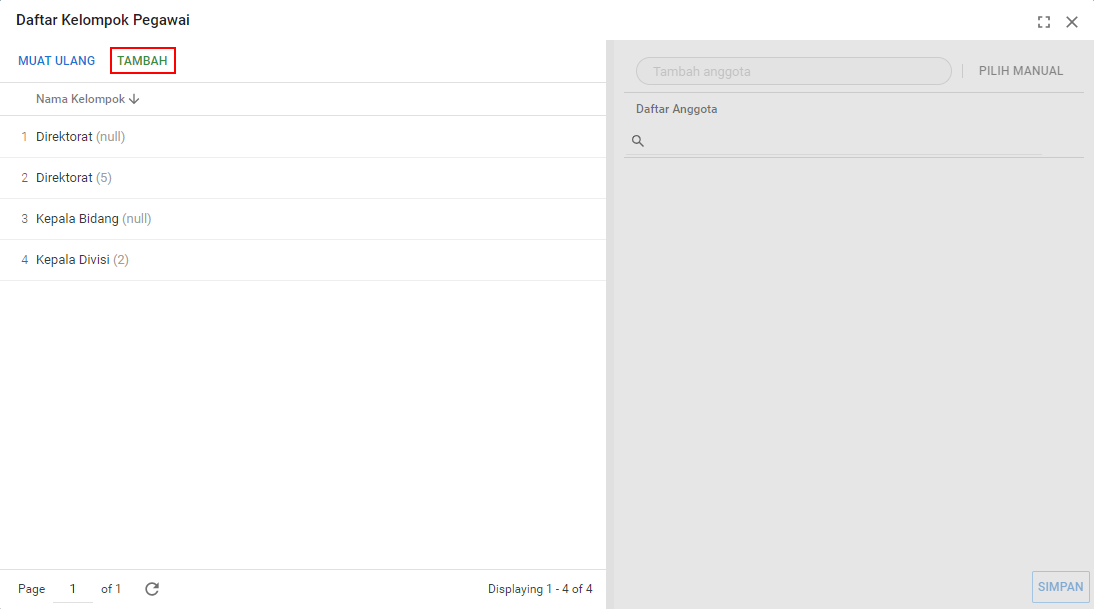 Daftar Kelompok Pegawai
MUAT ULANG TAMBAH
Nama Kelompok
1 Direktorat (null)
2 Direktorat (5)
3 Kepala Bidang (null)
4 Kepala Divisi (2)
Page 1 of 1 Displaying 1 - 4 of 4
Tambah anggota PILIH MANUAL
Daftar Anggota
SIMPAN